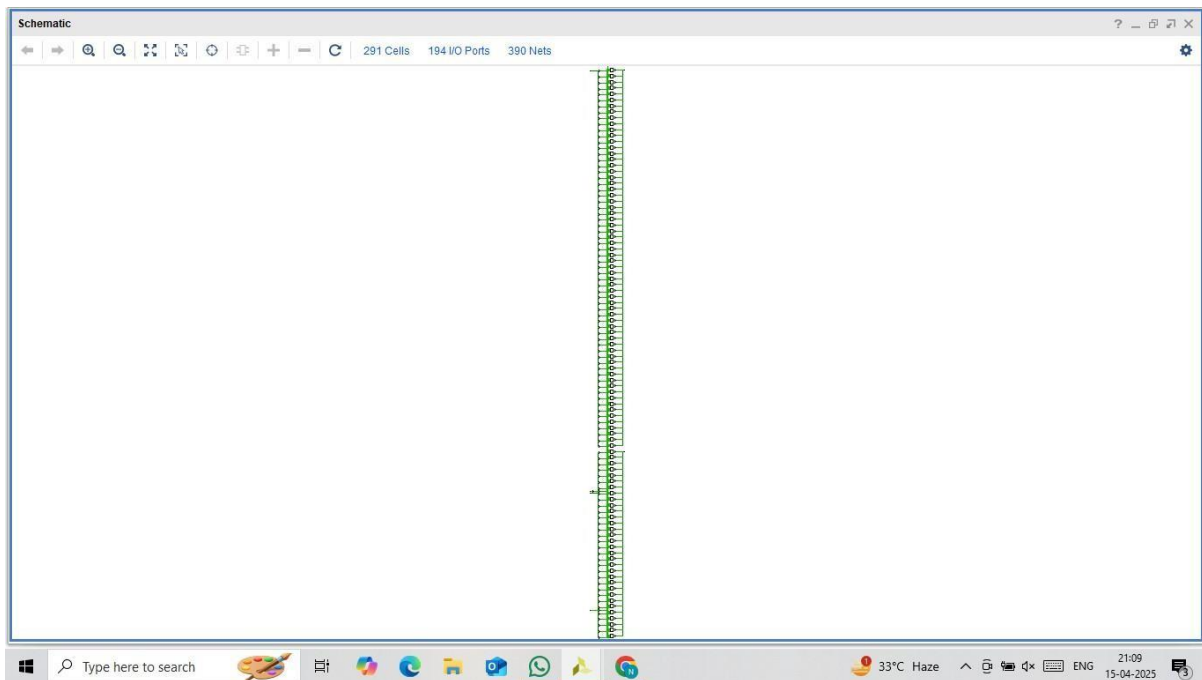 Schematic
291 Cells 194 I/O Ports 390 Nets
Type here to search
33°C Haze
ENG
21:09
15-04-2025
3